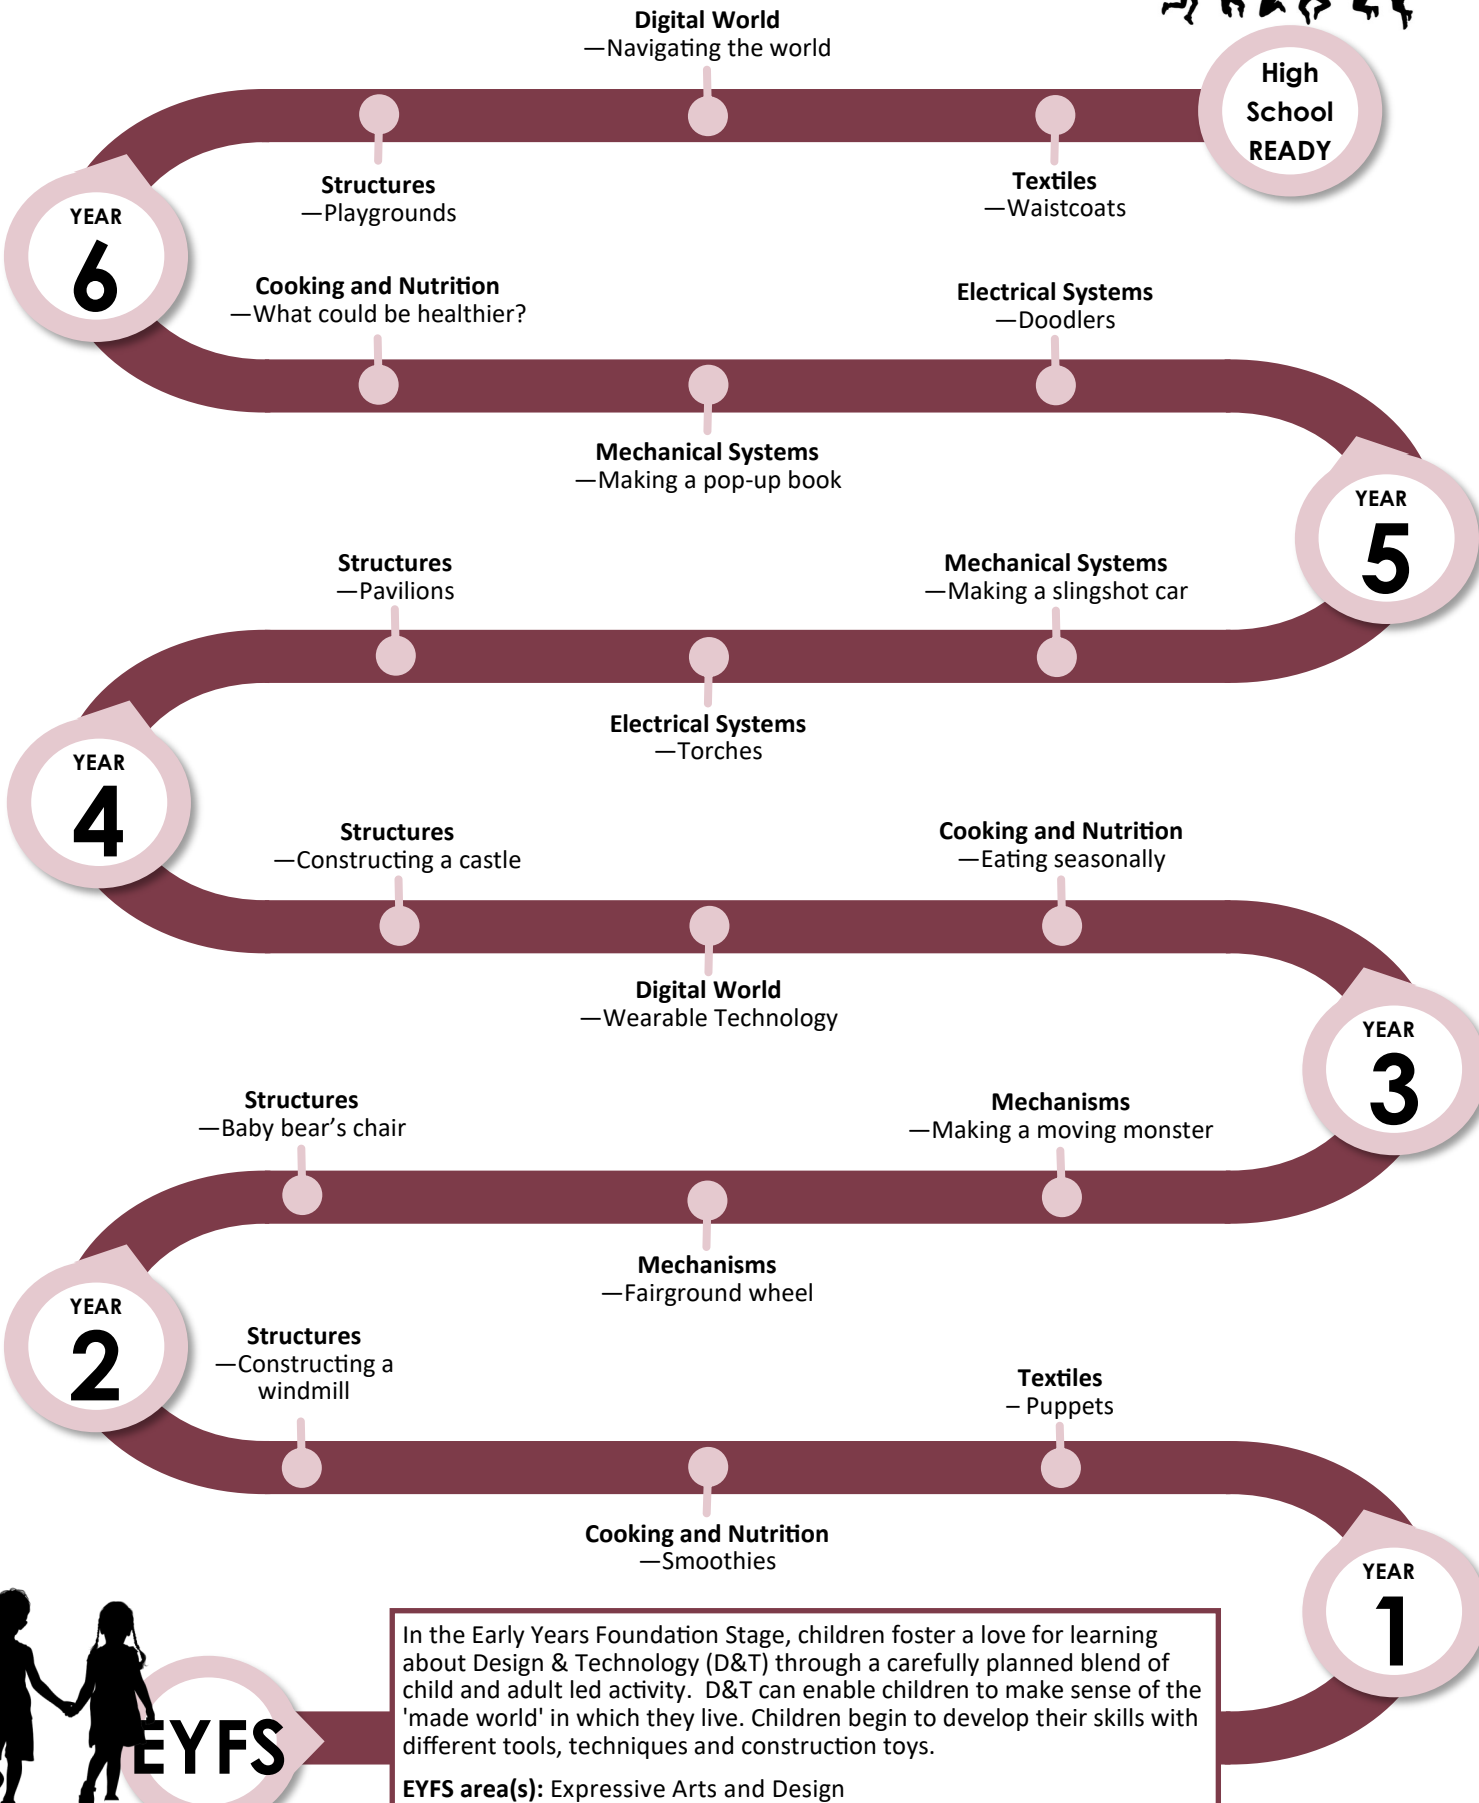 Digital World
—Navigating the world
High
School
READY
Structures
—Playgrounds
Textiles
—Waistcoats
YEAR
6
Cooking and Nutrition
—What could be healthier?
Electrical Systems
—Doodlers
Mechanical Systems
—Making a pop-up book
YEAR
5
Structures
—Pavilions
Mechanical Systems
—Making a slingshot car
Electrical Systems
—Torches
YEAR
4
Structures
—Constructing a castle
Cooking and Nutrition
—Eating seasonally
Digital World
—Wearable Technology
YEAR
3
Structures
—Baby bear’s chair
Mechanisms
—Making a moving monster
Mechanisms
—Fairground wheel
YEAR
2
Structures
—Constructing a
windmill
Textiles
– Puppets
Cooking and Nutrition
—Smoothies
YEAR
1
In the Early Years Foundation Stage, children foster a love for learning
about Design & Technology (D&T) through a carefully planned blend of
child and adult led activity.  D&T can enable children to make sense of the
'made world' in which they live. Children begin to develop their skills with
different tools, techniques and construction toys.
EYFS area(s): Expressive Arts and Design
EYFS